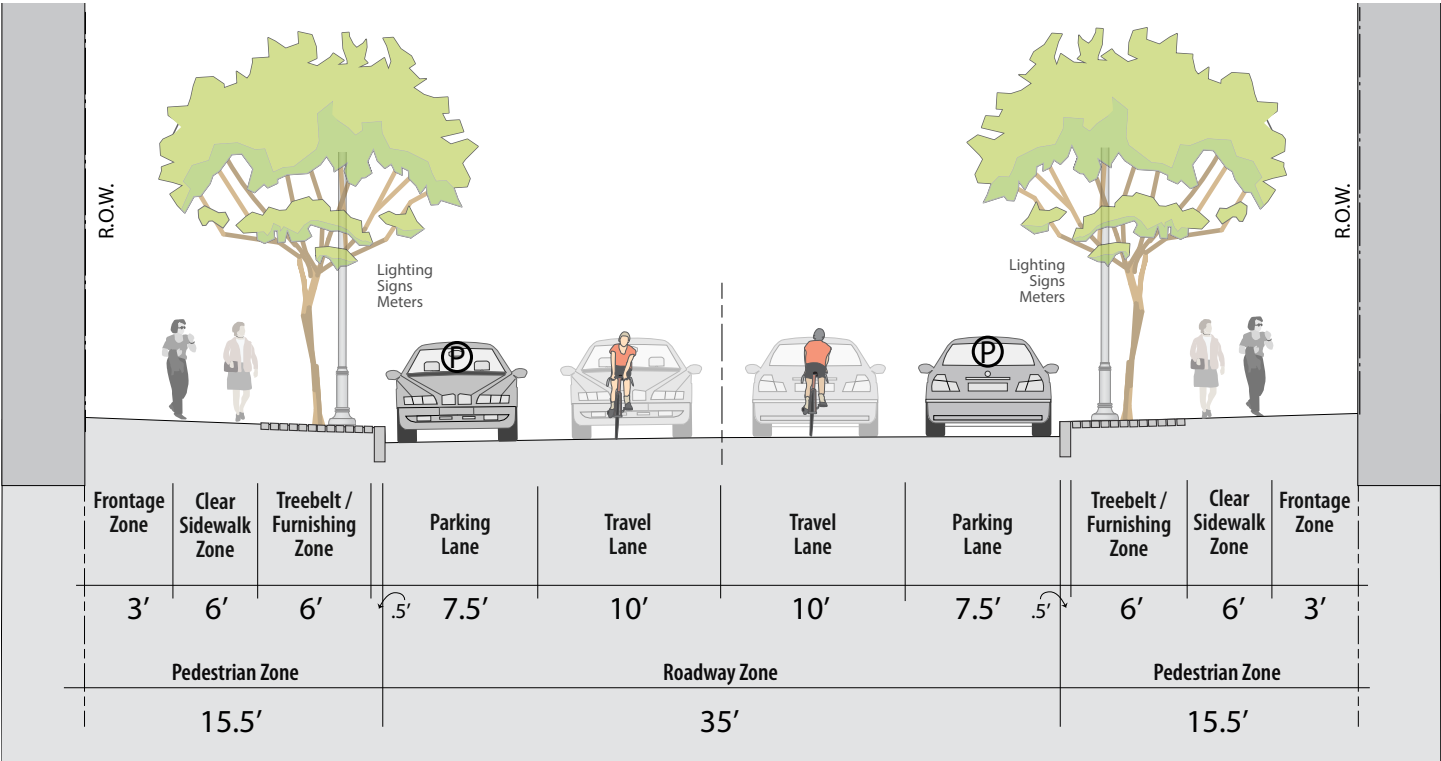 R.O.W.
R.O.W.
Lighting
Signs
Meters
Lighting
Signs
Meters
P
P
Frontage
Zone
Clear
Sidewalk
Zone
Treebelt /
Furnishing
Zone
Parking
Lane
Travel
Lane
Travel
Lane
Parking
Lane
Treebelt /
Furnishing
Zone
Clear
Sidewalk
Zone
Frontage
Zone
3’
6’
6’
.5’
7.5’
10’
10’
7.5’
.5’
6’
6’
3’
Pedestrian Zone
Roadway Zone
Pedestrian Zone
15.5’
35’
15.5’